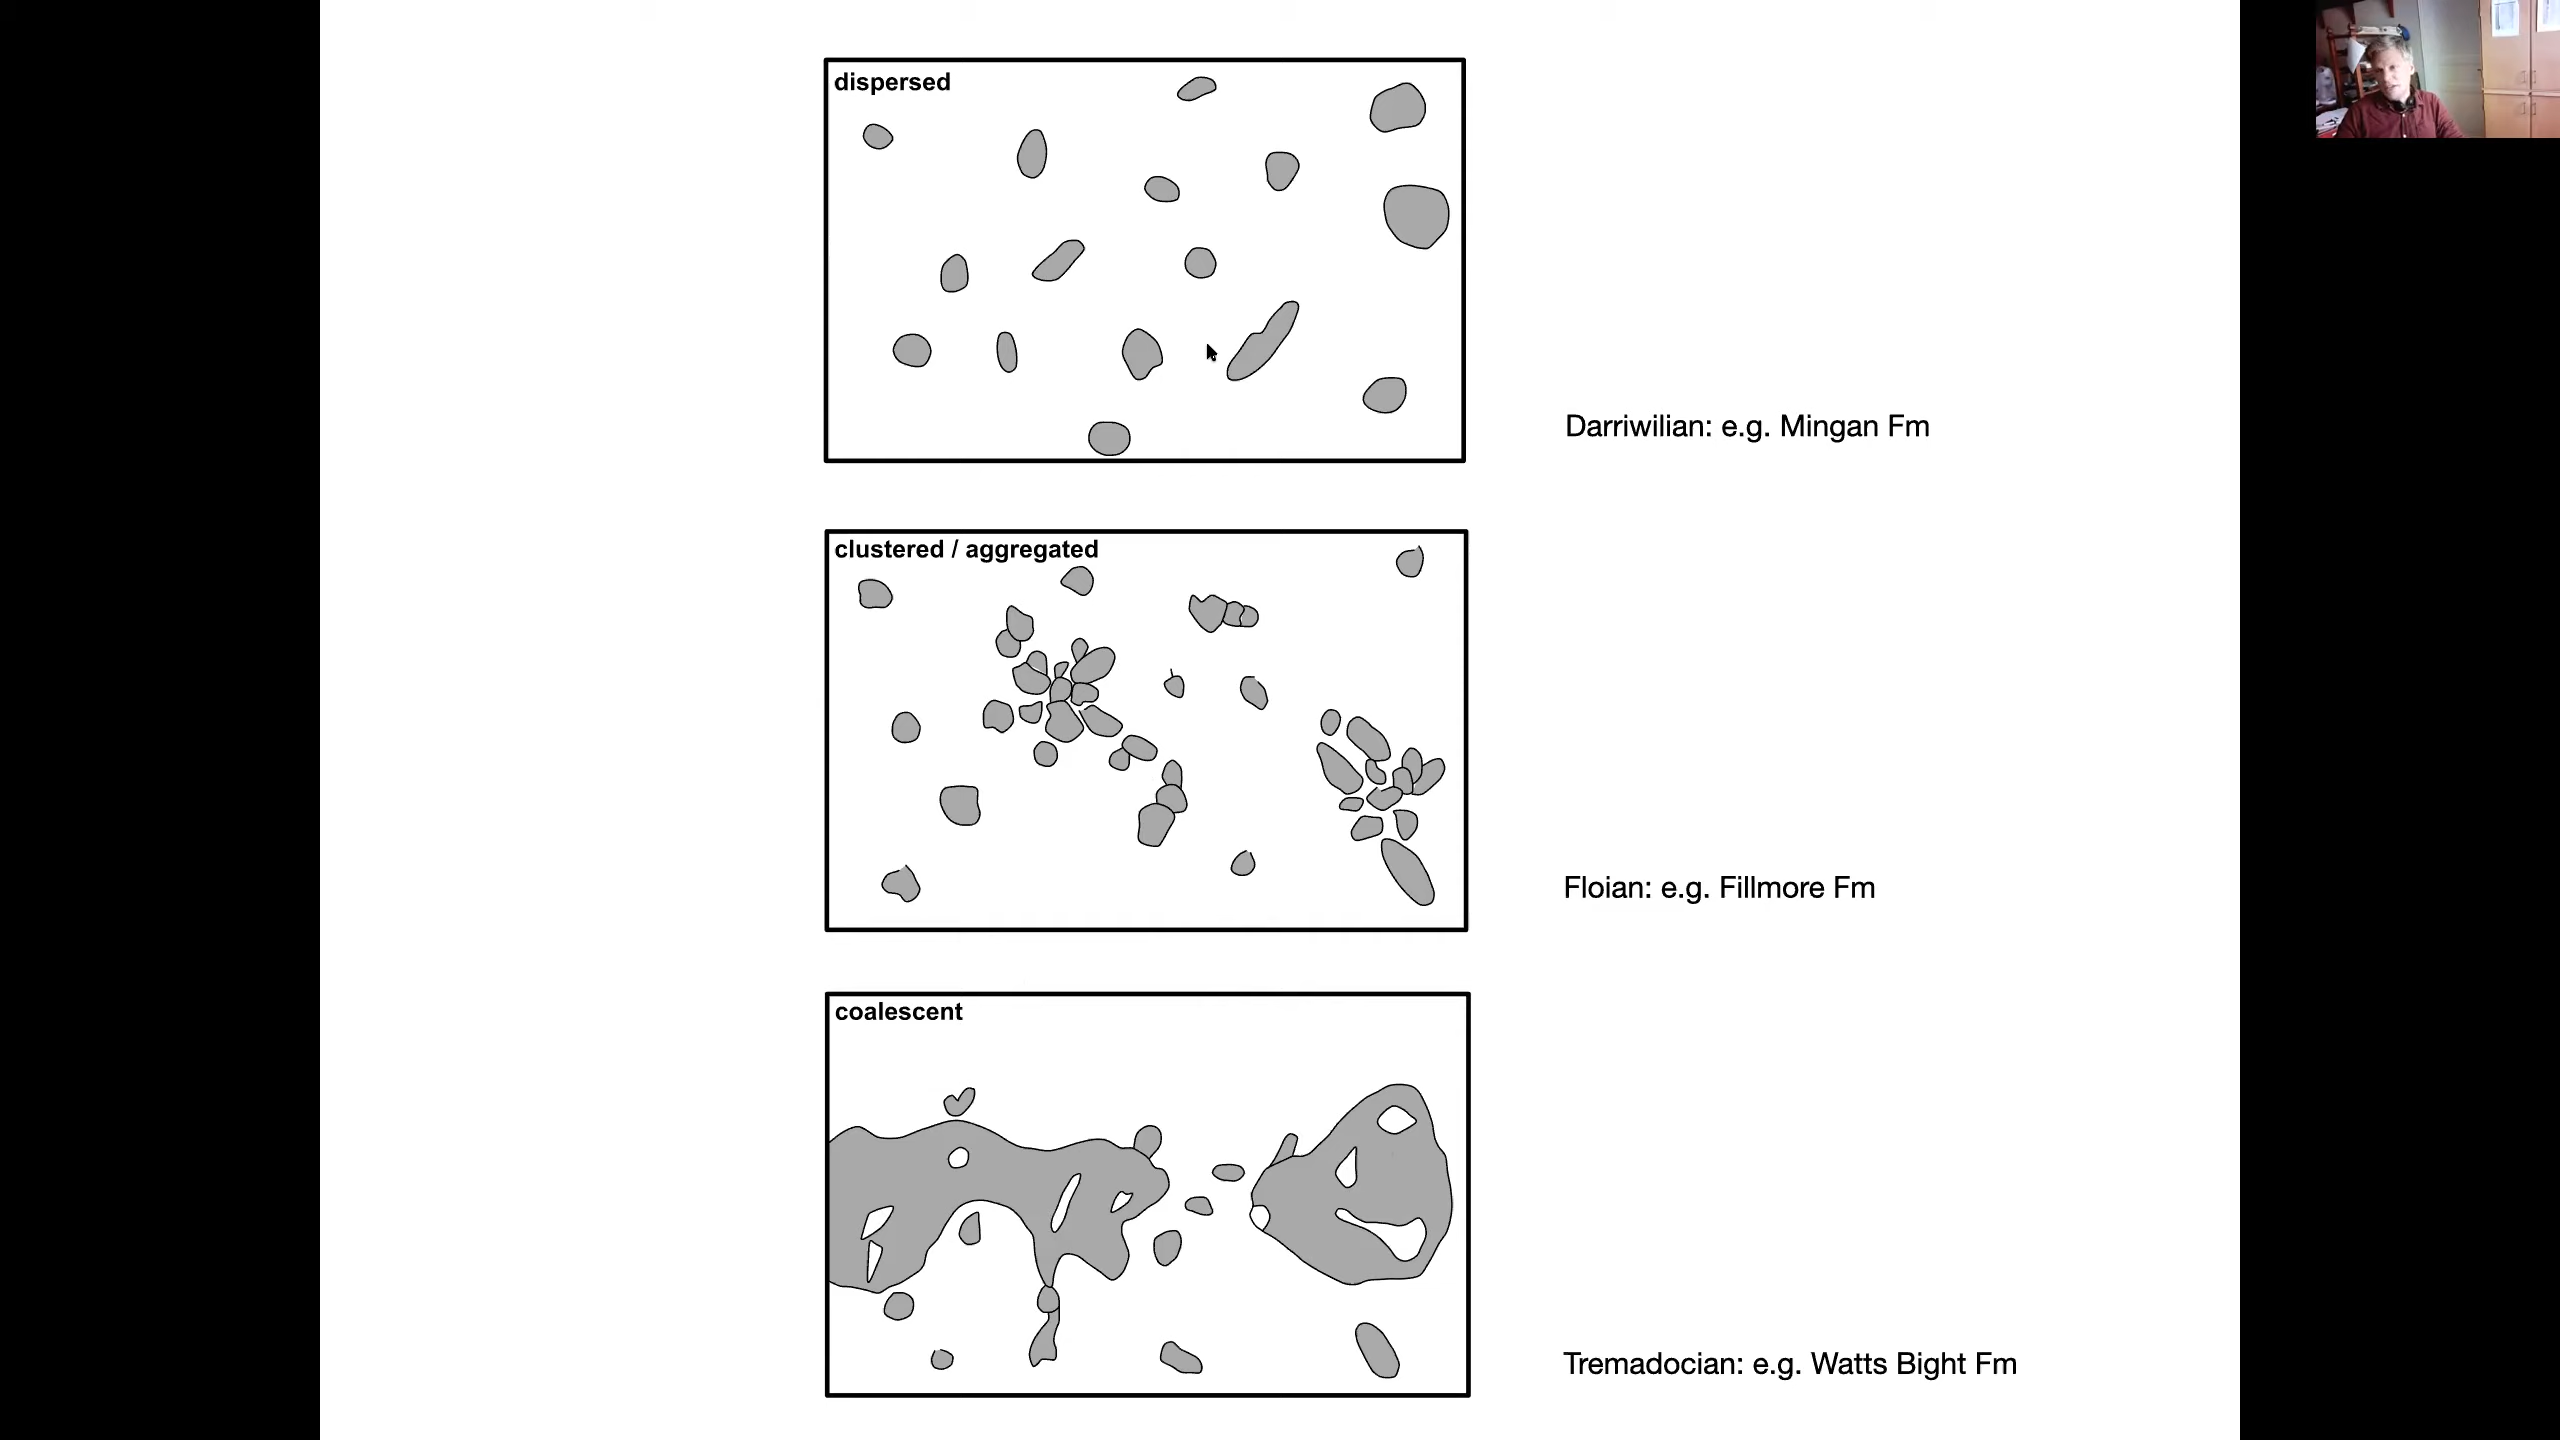 dispersed
Darriwilian: e.g. Mingan Fm
clustered / aggregated
Floian: e.g. Fillmore Fm
coalescent
Tremadocian: e.g. Watts Bight Fm